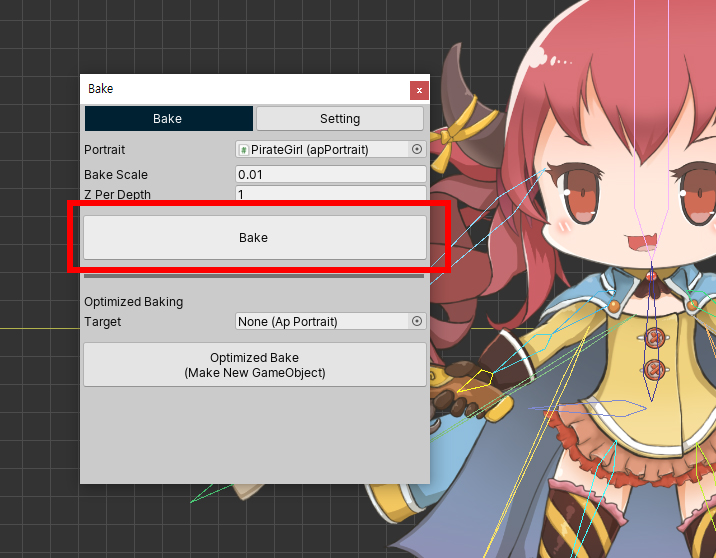 Bake
x
Bake Setting
Portrait # PirateGirl (apPortrait)
Bake Scale 0.01
Z Per Depth 1
Bake
Optimized Baking
Target None (Ap Portrait)
Optimized Bake
(Make New GameObject)